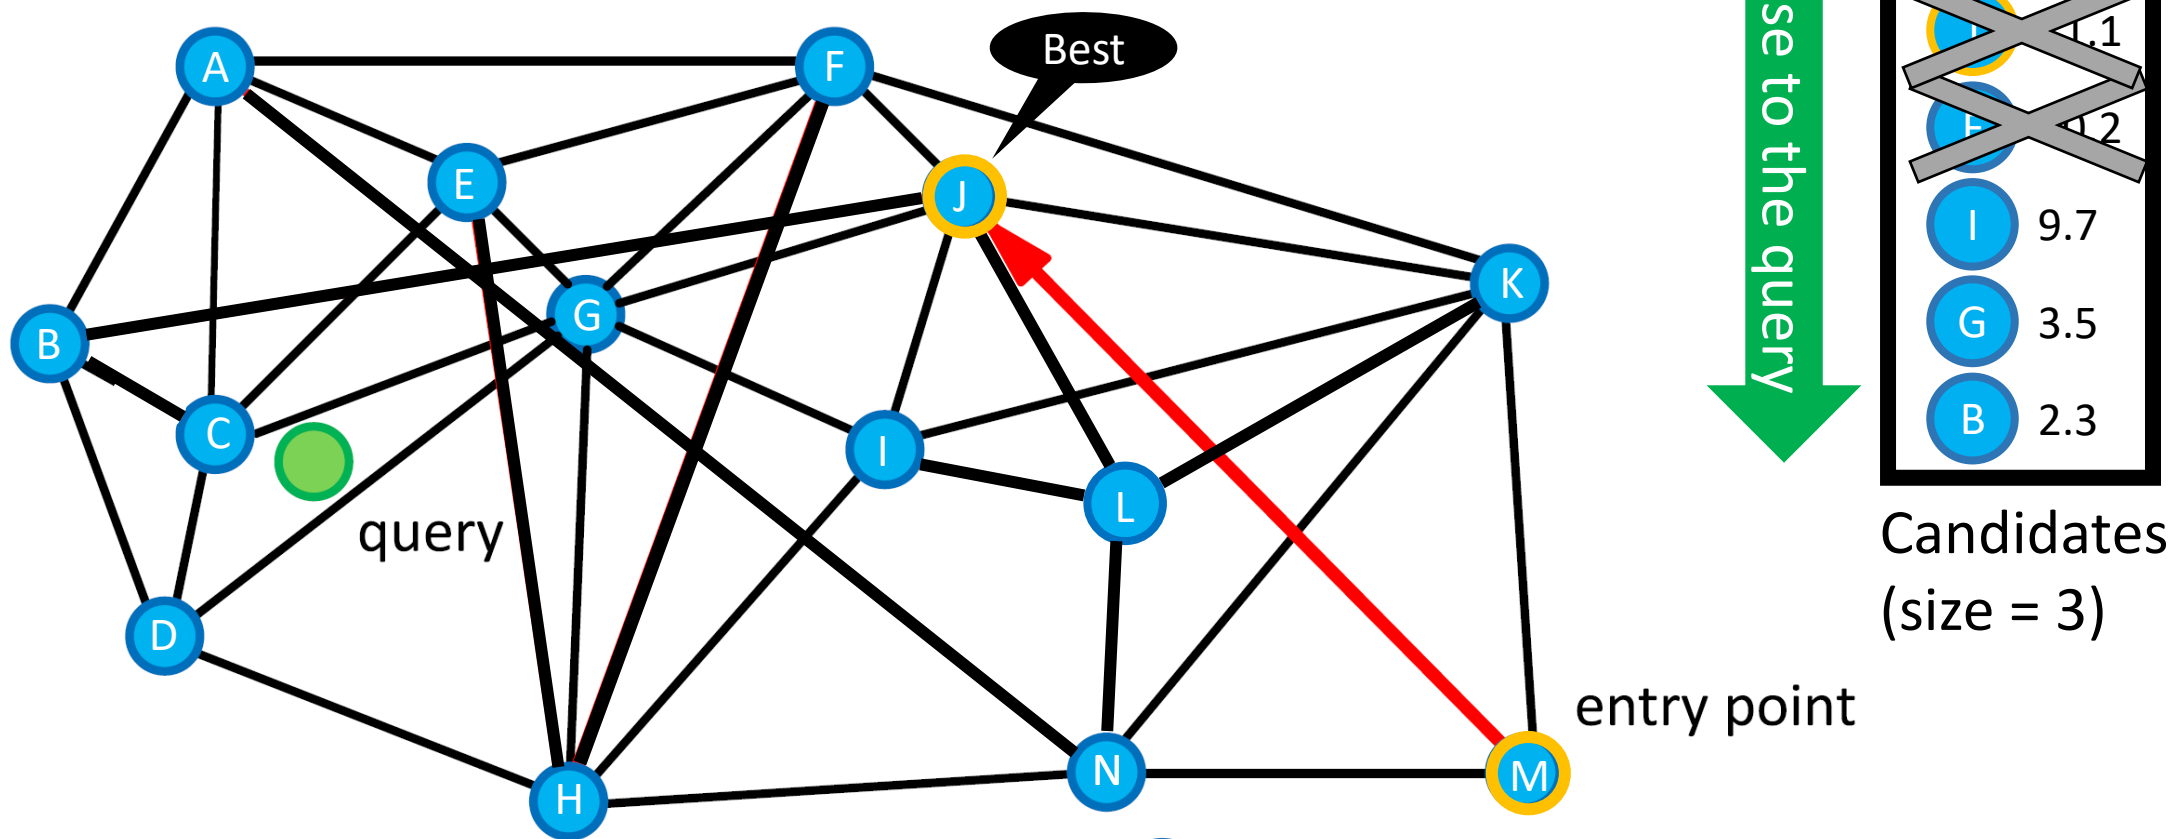 A
F
Best
E
J
K
G
B
C
I
L
query
D
entry point
H
N
M
se to the query
I 9.7
G 3.5
B 2.3
Candidates
(size = 3)